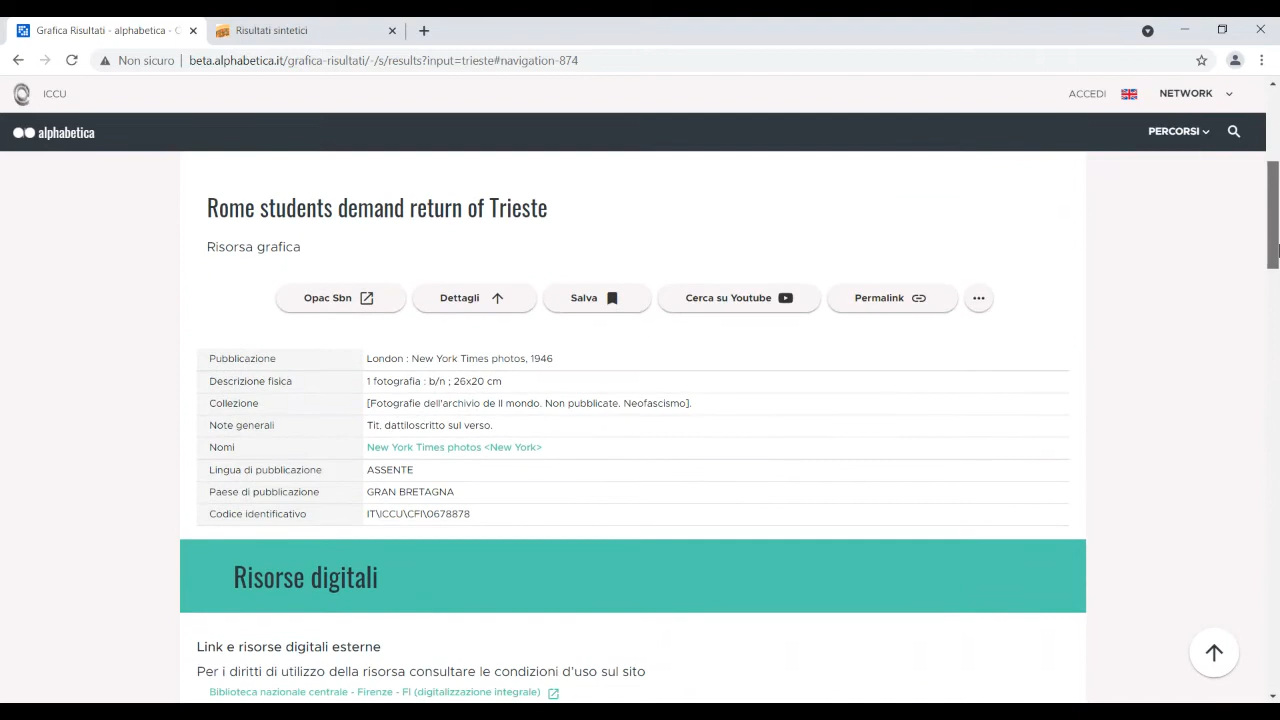 Grafica Risultati - alphabetica - C
Risultati sintetici
Non sicuro | beta.alphabetica.it/grafica-risultati/-/s/results?input=trieste#navigation-874
ICCU
ACCEDI
NETWORK
alphabetica
PERCORSI
Rome students demand return of Trieste
Risorsa grafica
Opac Sbn
Dettagli
Salva
Cerca su Youtube
Permalink
Pubblicazione London : New York Times photos, 1946
Descrizione fisica 1 fotografia : b/n ; 26x20 cm
Collezione [Fotografie dell'archivio de Il mondo. Non pubblicate. Neofascismo].
Note generali Tit. dattiloscritto sul verso.
Nomi New York Times photos <New York>
Lingua di pubblicazione ASSENTE
Paese di pubblicazione GRAN BRETAGNA
Codice identificativo IT\ICCU\CFI\0678878
Risorse digitali
Link e risorse digitali esterne
Per i diritti di utilizzo della risorsa consultare le condizioni d'uso sul sito
Biblioteca nazionale centrale - Firenze - FI (digitalizzazione integrale)